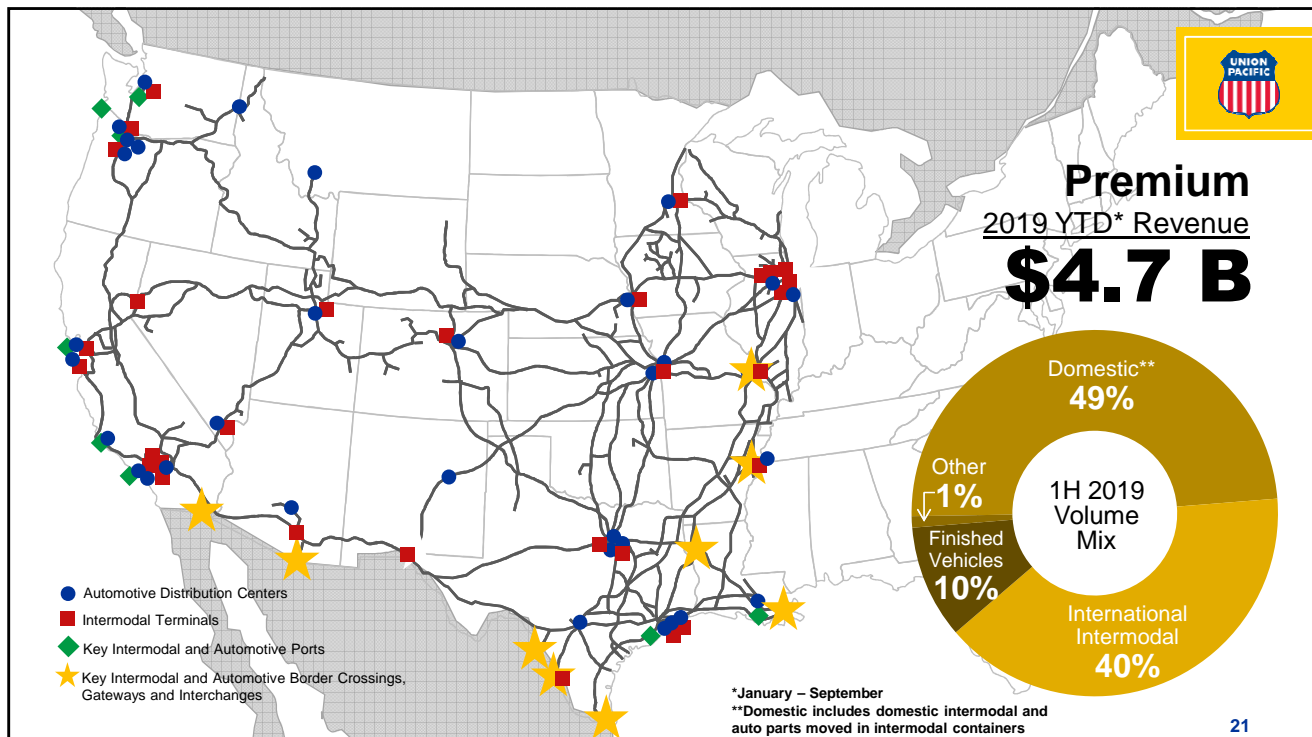 UNION
PACIFIC
Premium
2019 YTD* Revenue
$4.7 B
Domestic**
49%
Other
1%
Finished
Vehicles
10%
1H 2019
Volume
Mix
International
Intermodal
40%
Automotive Distribution Centers
Intermodal Terminals
Key Intermodal and Automotive Ports
Key Intermodal and Automotive Border Crossings,
Gateways and Interchanges
*January – September
**Domestic includes domestic intermodal and
auto parts moved in intermodal containers
21